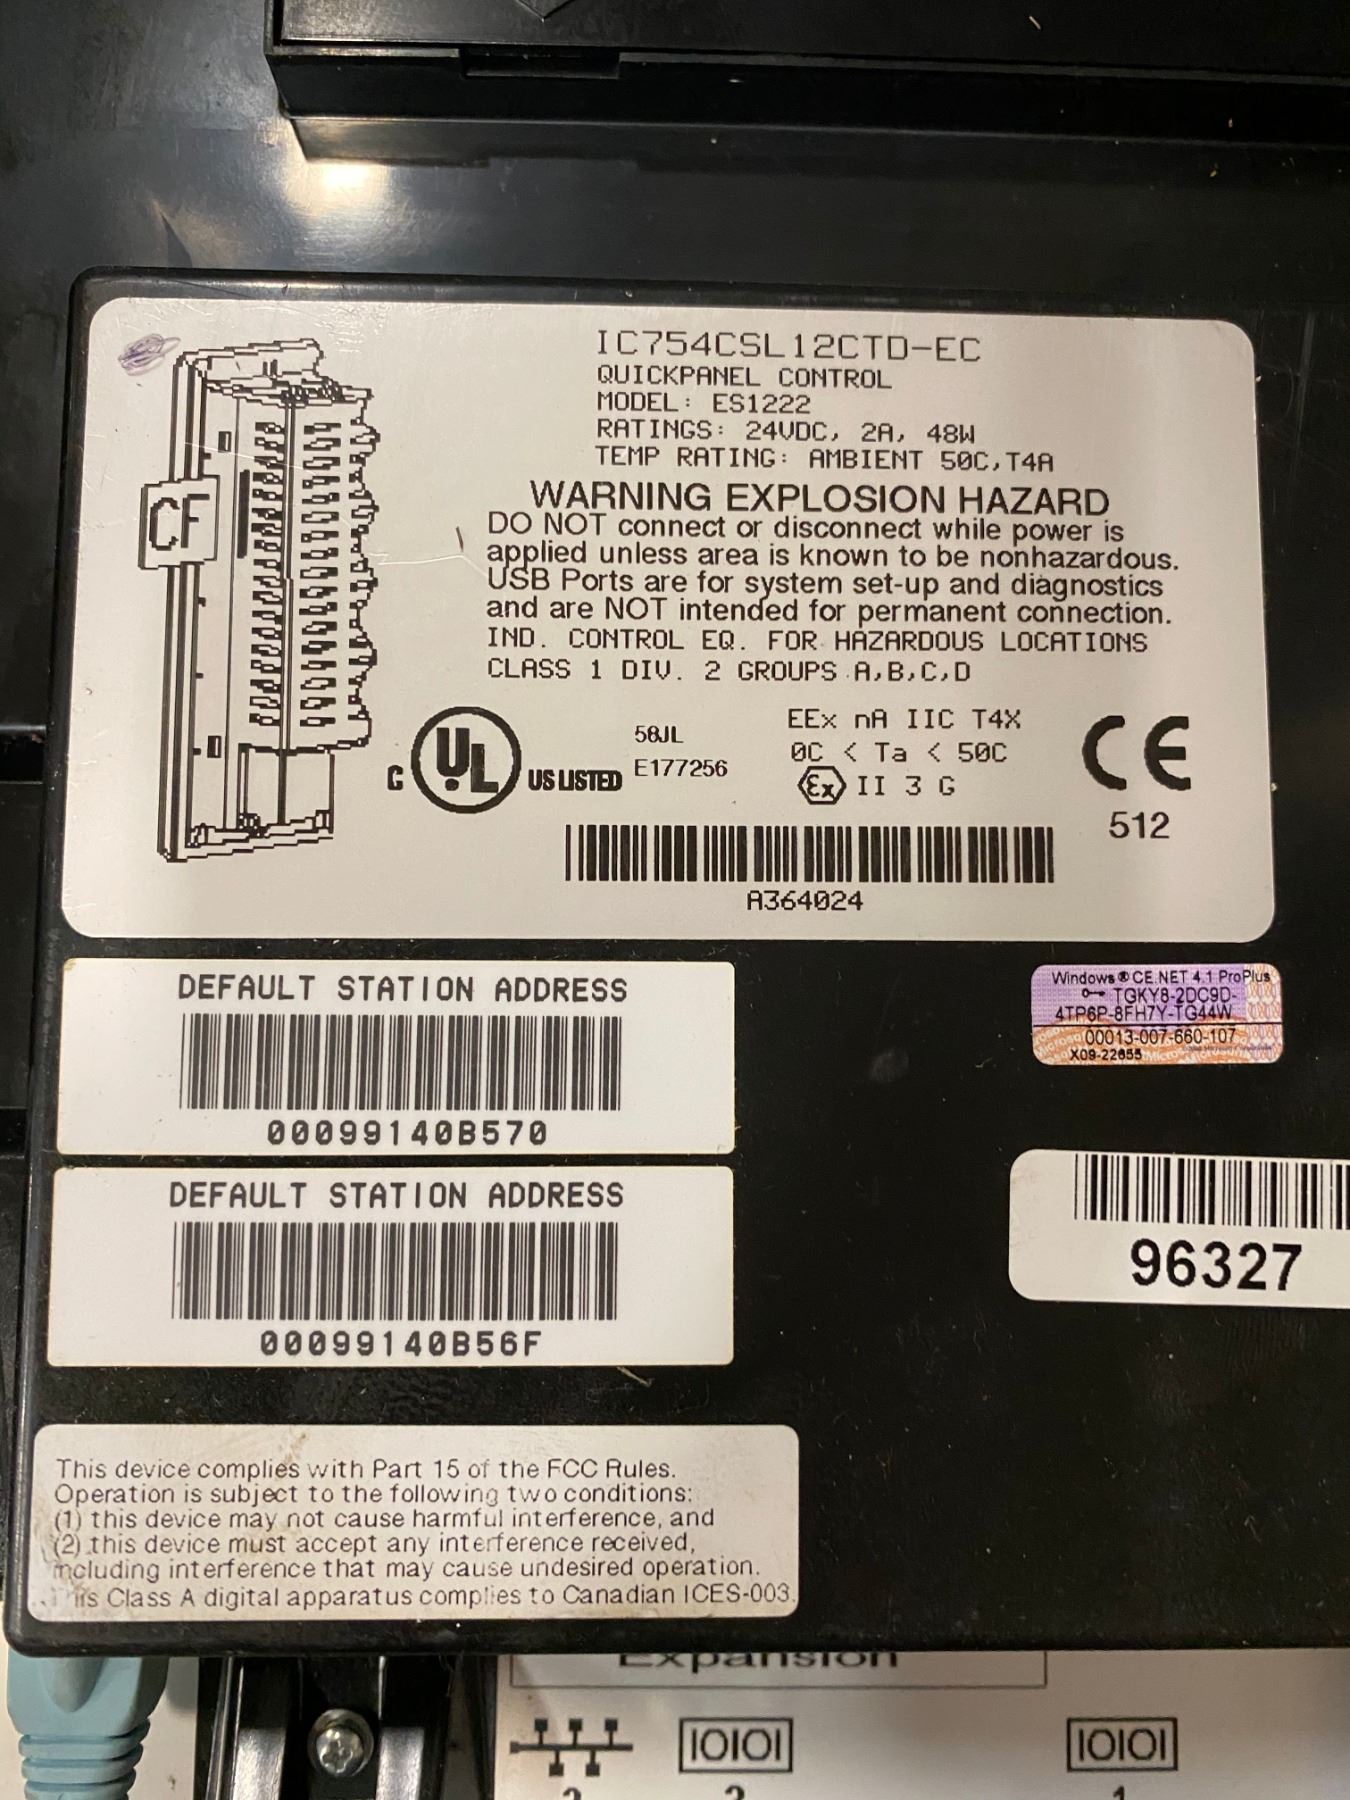 IC754CSL12CTD-EC
QUICKPANEL CONTROL
MODEL: ES1222
RATINGS: 24VDC, 2A, 48W
TEMP RATING: AMBIENT 50C,T4A
WARNING EXPLOSION HAZARD
DO NOT connect or disconnect while power is
applied unless area is known to be nonhazardous.
USB Ports are for system set-up and diagnostics
and are NOT intended for permanent connection.
IND. CONTROL EQ. FOR HAZARDOUS LOCATIONS
CLASS 1 DIV. 2 GROUPS A,B,C,D
CF
C UL US LISTED
58JL
E177256
EEx nA IIC T4X
0C < Ta < 50C
Ex II 3 G
CE
512
A364024
DEFAULT STATION ADDRESS
00099140B570
DEFAULT STATION ADDRESS
00099140B56F
Windows ® CE.NET 4.1 ProPlus
TGKY8-2DC9D-
4TP6P-8FH7Y-TG44W
00013-007-660-107
X09-22655
96327
This device complies with Part 15 of the FCC Rules.
Operation is subject to the following two conditions:
(1) this device may not cause harmful interference, and
(2) this device must accept any interference received,
including interference that may cause undesired operation.
This Class A digital apparatus complies to Canadian ICES-003.
Expansion
IOIOI
IOIOI